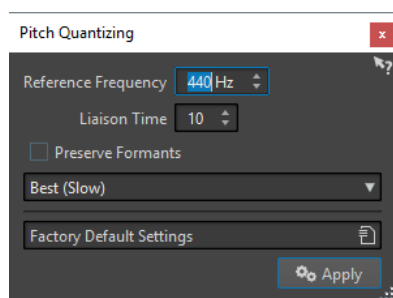 Pitch Quantizing
Reference Frequency 440 Hz
Liaison Time 10
Preserve Formants
Best (Slow)
Factory Default Settings
Apply